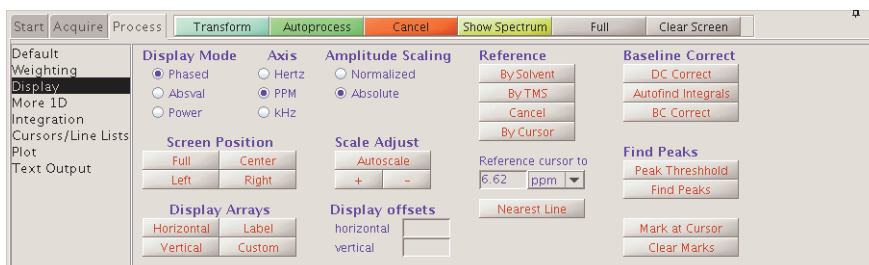 Start Acquire Process Transform Autoprocess Cancel Show Spectrum Full Clear Screen
Default
Weighting
Display
More 1D
Integration
Cursors/Line Lists
Plot
Text Output
Display Mode
Phased
Absval
Power
Axis
Hertz
PPM
kHz
Amplitude Scaling
Normalized
Absolute
Reference
By Solvent
By TMS
Cancel
By Cursor
Baseline Correct
DC Correct
Autofind Integrals
BC Correct
Screen Position
Full Center
Left Right
Scale Adjust
Autoscale
+ -
Reference cursor to
6.62 ppm
Nearest Line
Find Peaks
Peak Threshhold
Find Peaks
Display Arrays
Horizontal Label
Vertical Custom
Display offsets
horizontal
vertical
Mark at Cursor
Clear Marks